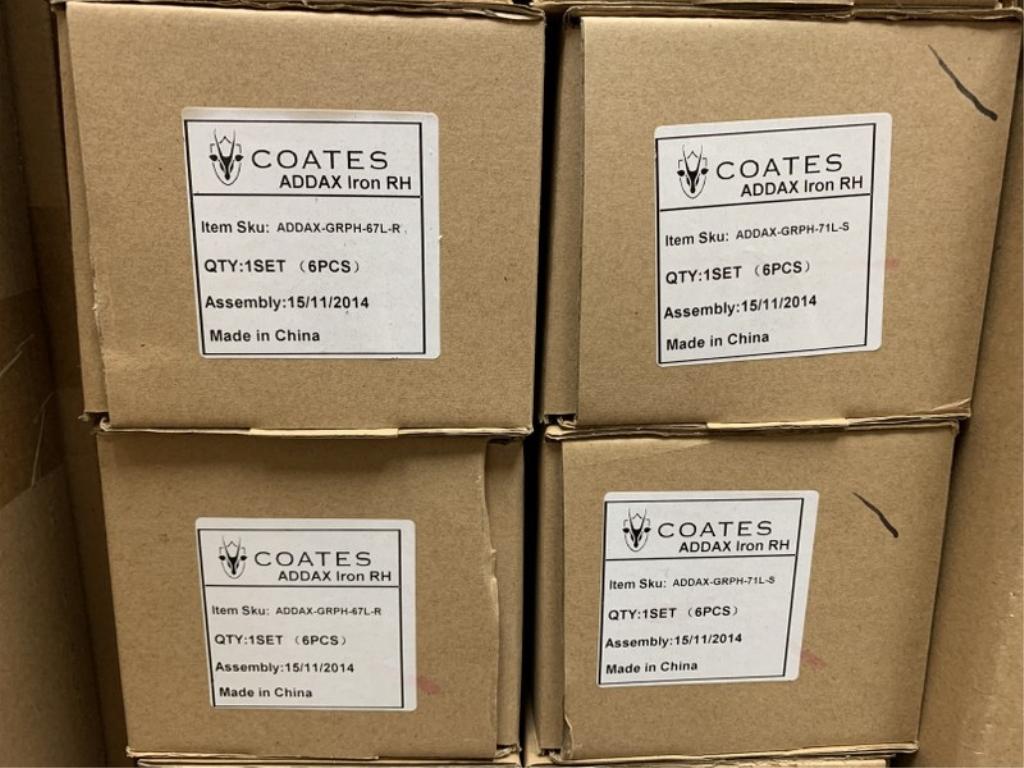 COATES
ADDAX Iron RH
Item Sku: ADDAX-GRPH-67L-R
QTY:1SET （6PCS）
Assembly:15/11/2014
Made in China
COATES
ADDAX Iron RH
Item Sku: ADDAX-GRPH-71L-S
QTY:1SET （6PCS）
Assembly:15/11/2014
Made in China
COATES
ADDAX Iron RH
Item Sku: ADDAX-GRPH-67L-R
QTY:1SET （6PCS）
Assembly:15/11/2014
Made in China
COATES
ADDAX Iron RH
Item Sku: ADDAX-GRPH-71L-S
QTY:1SET （6PCS）
Assembly:15/11/2014
Made in China